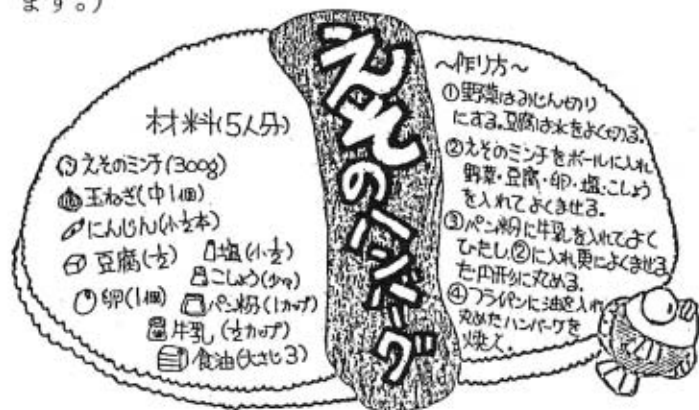 ます。)
材料(5人分)
えそのミンチ(300g)
玉ねぎ(中1個)
にんじん(小½本)
豆腐(½)
塩(小½)
こしょう(少々)
卵(1個)
パン粉(1カップ)
牛乳(½カップ)
食油(大さじ3)
えそのハンバーグ
~作り方~
①野菜はみじんせり
にする。豆腐は水をよくせる。
②えそのミンチをボールに入れ
野菜・豆腐・卵・塩・こしょう
を入れてよくまぜる。
③パン粉に牛乳を入れてよく
ひたし、②に入れ更によくまぜる
た円形に丸める。
④フライパンに油を入れ
丸めたハンバーグを
焼く。